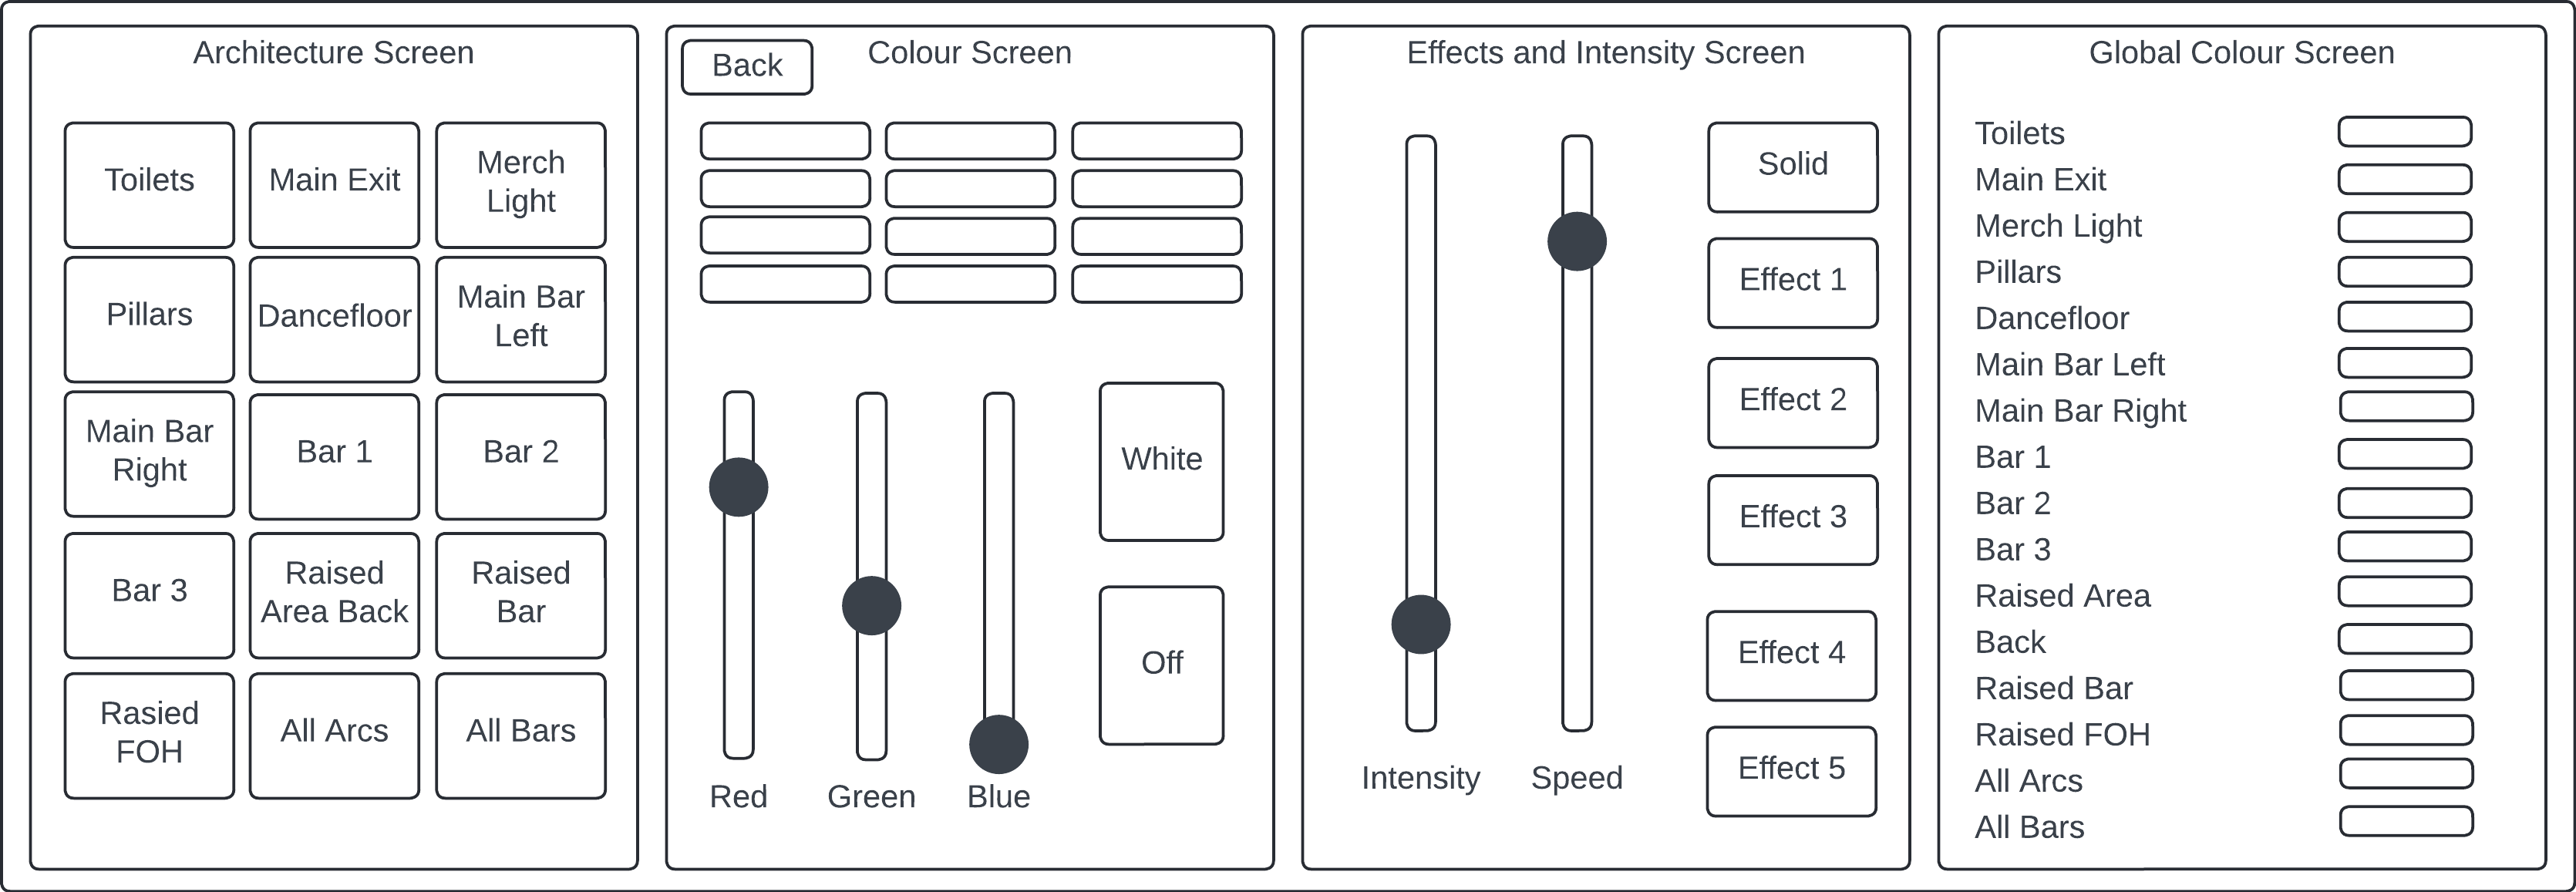 Architecture Screen
Toilets
Main Exit
Merch
Light
Pillars
Dancefloor
Main Bar
Left
Main Bar
Right
Bar 1
Bar 2
Bar 3
Raised
Area Back
Raised
Bar
Rasied
FOH
All Arcs
All Bars
Back
Colour Screen
White
Off
Red
Green
Blue
Effects and Intensity Screen
Solid
Effect 1
Effect 2
Effect 3
Effect 4
Effect 5
Intensity
Speed
Global Colour Screen
Toilets
Main Exit
Merch Light
Pillars
Dancefloor
Main Bar Left
Main Bar Right
Bar 1
Bar 2
Bar 3
Raised Area
Back
Raised Bar
Raised FOH
All Arcs
All Bars